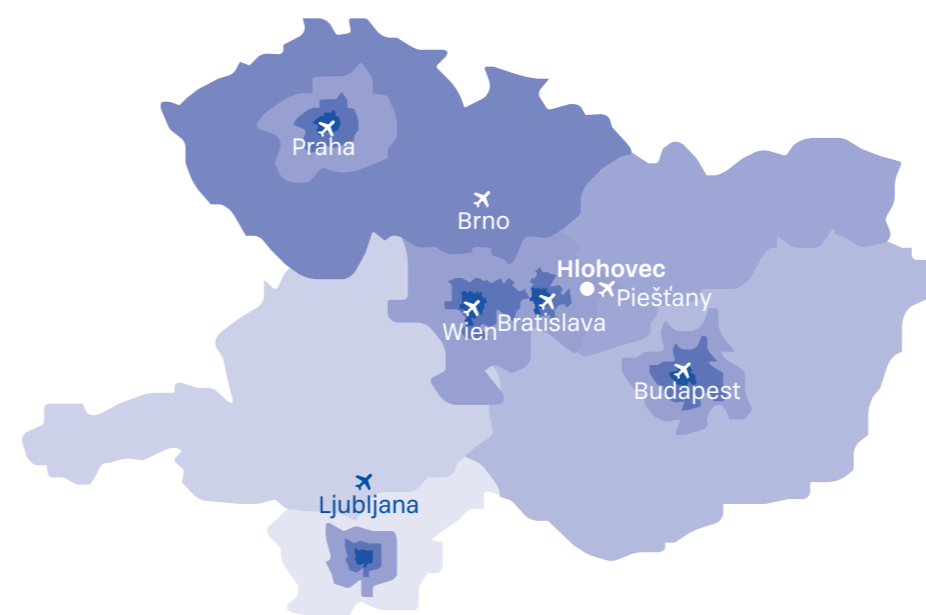 Praha
Brno
Hlohovec
Piešťany
Wien
Bratislava
Budapest
Ljubljana